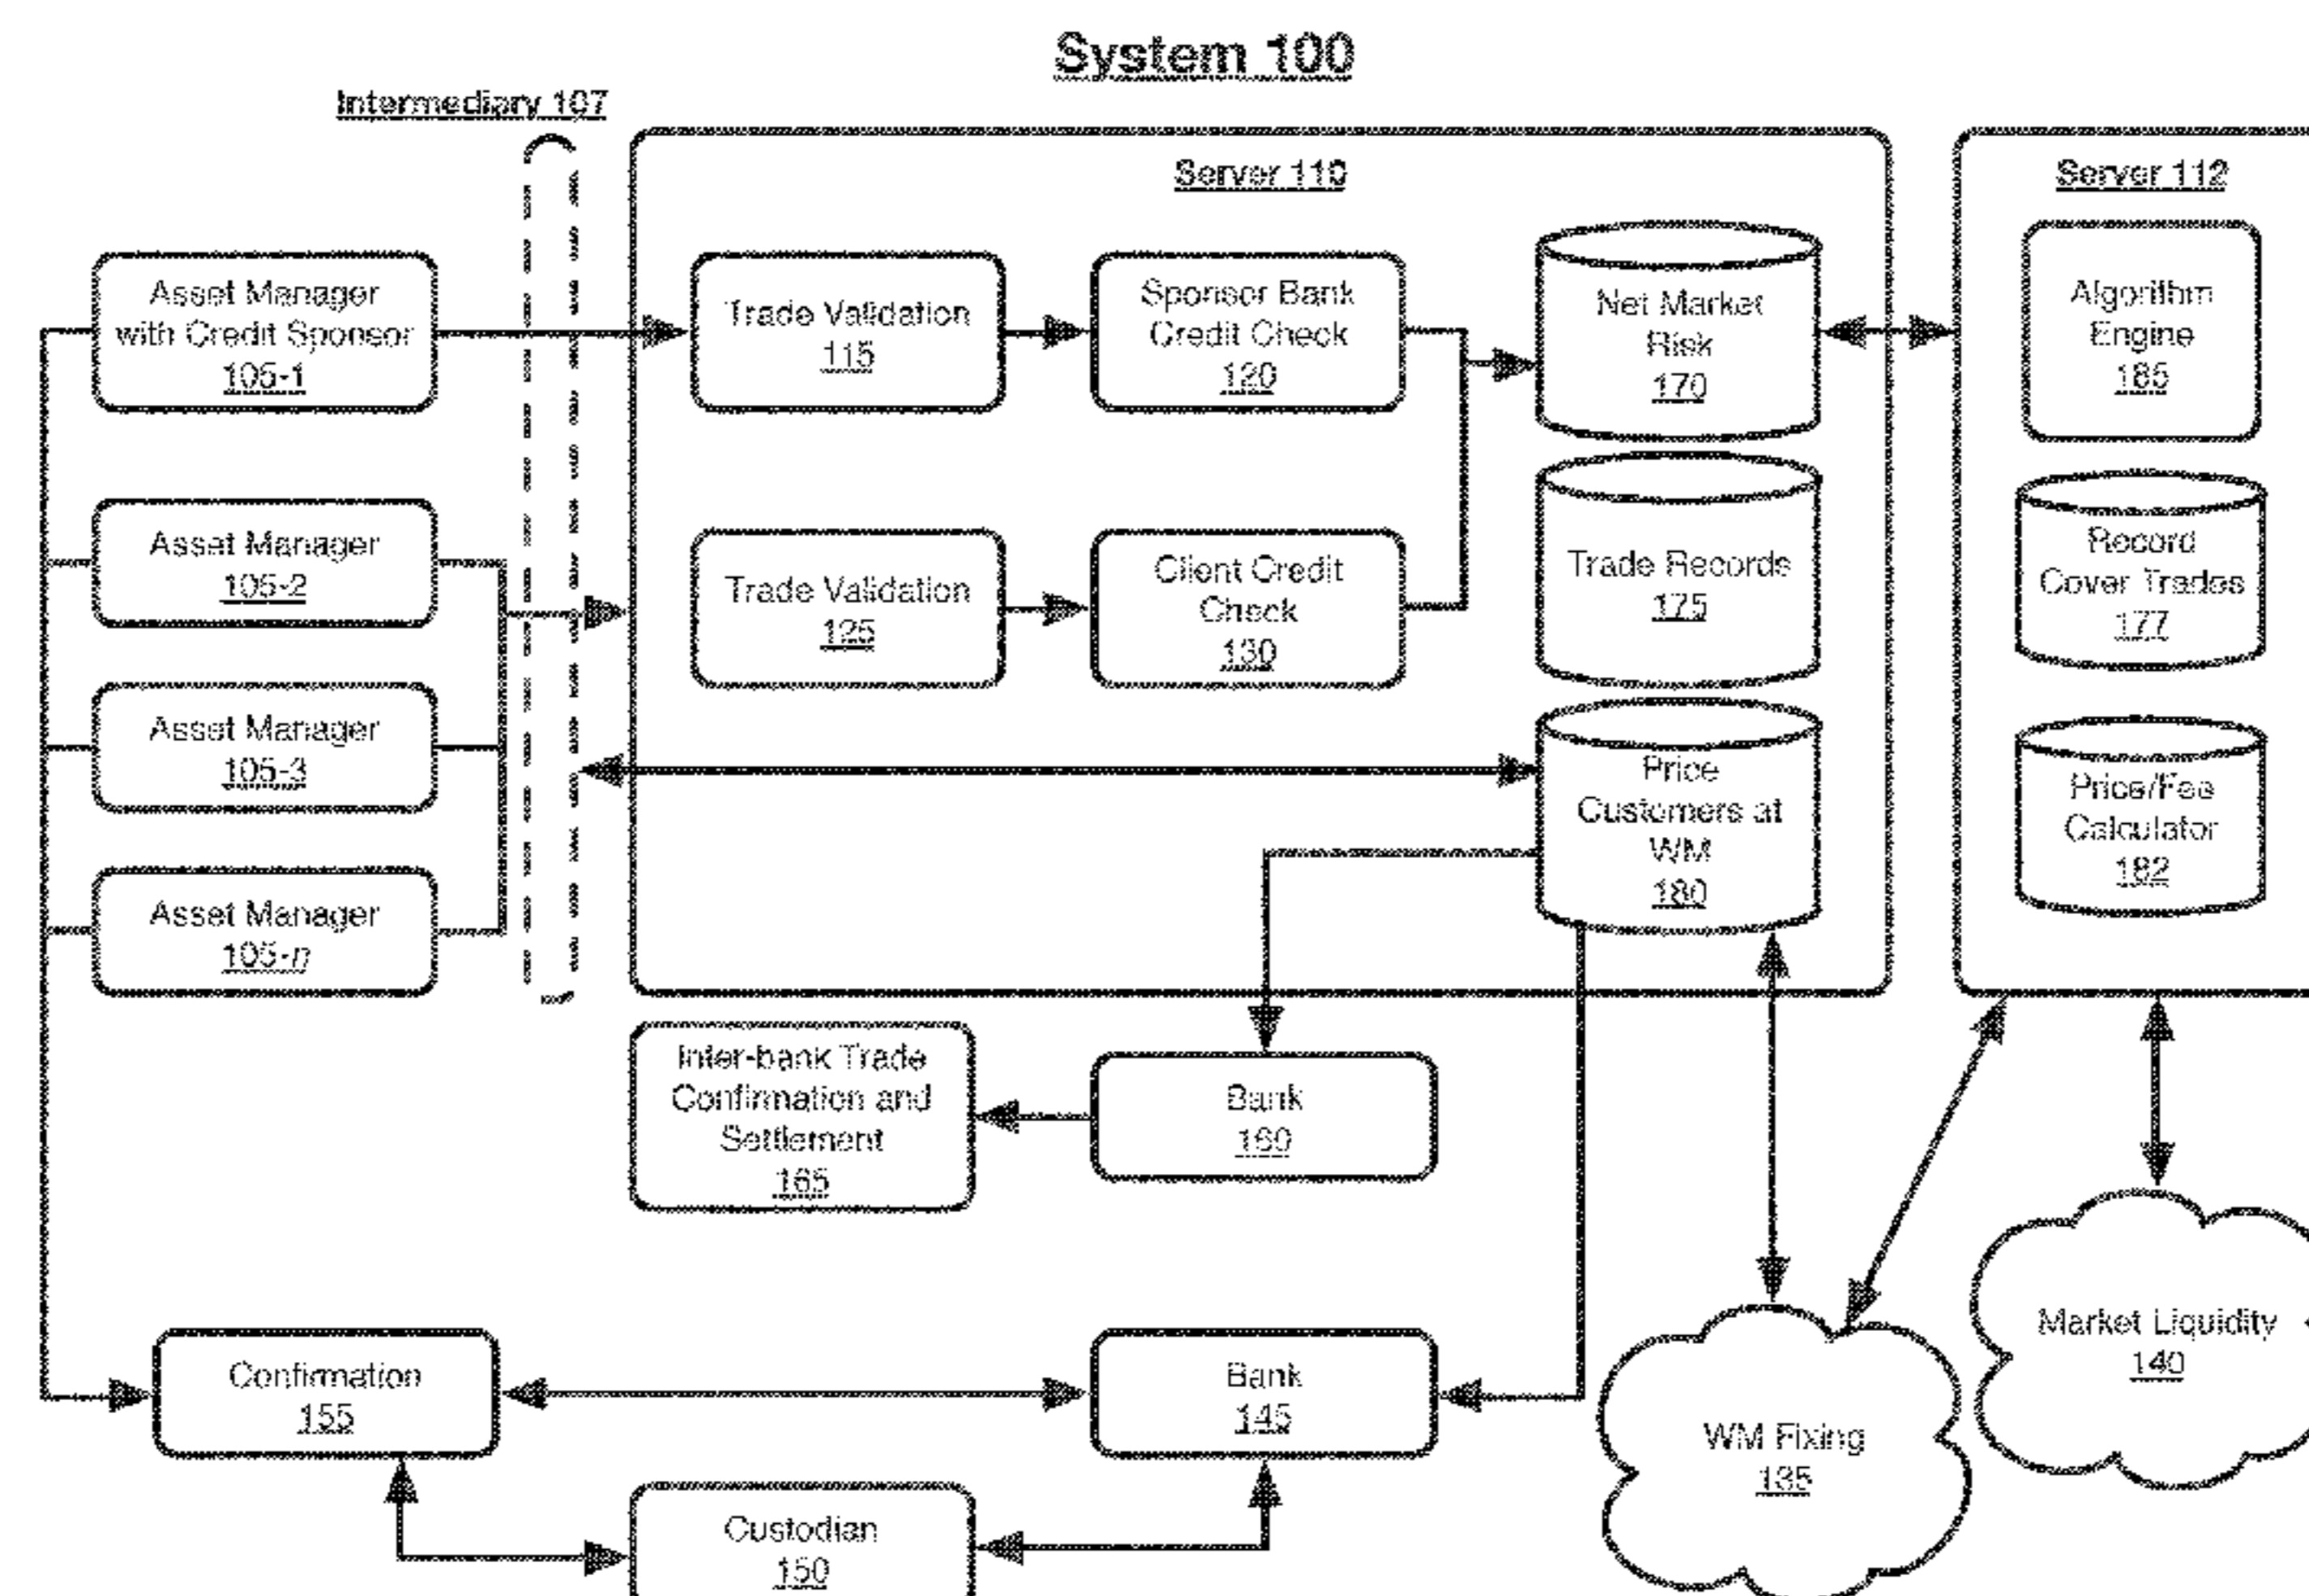 System 100
Intermediary 107
Server 110
Server 112
Asset Manager
with Credit Sponsor
105-1
Trade Validation
115
Sponsor Bank
Credit Check
120
Net Market
Risk
170
Algorithm
Engine
185
Asset Manager
105-2
Trade Validation
125
Client Credit
Check
130
Trade Records
175
Record
Cover Trades
177
Asset Manager
105-3
Price
Customers at
WM
180
Price/Fee
Calculator
182
Asset Manager
105-n
Inter-bank Trade
Confirmation and
Settlement
165
Bank
160
Market Liquidity
140
Confirmation
155
Bank
145
WM Fixing
135
Custodian
150